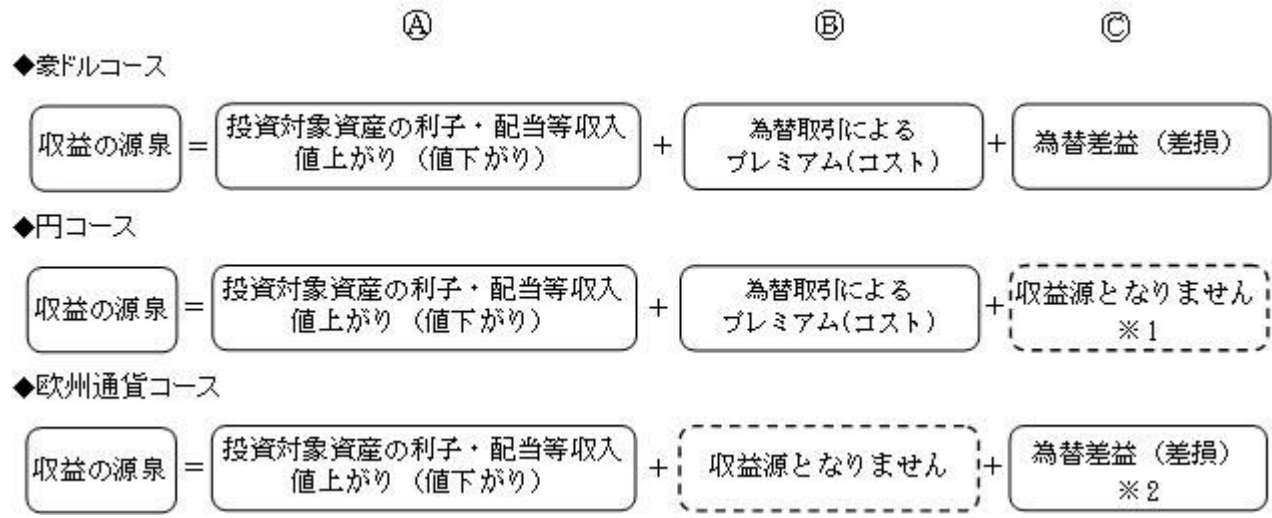 Ⓐ Ⓑ Ⓒ
◆豪ドルコース
収益の源泉 = 投資対象資産の利子・配当等収入 値上がり（値下がり） + 為替取引による プレミアム(コスト) + 為替差益（差損）
◆円コース
収益の源泉 = 投資対象資産の利子・配当等収入 値上がり（値下がり） + 為替取引による プレミアム(コスト) + 収益源となりません ※1
◆欧州通貨コース
収益の源泉 = 投資対象資産の利子・配当等収入 値上がり（値下がり） + 収益源となりません + 為替差益（差損） ※2